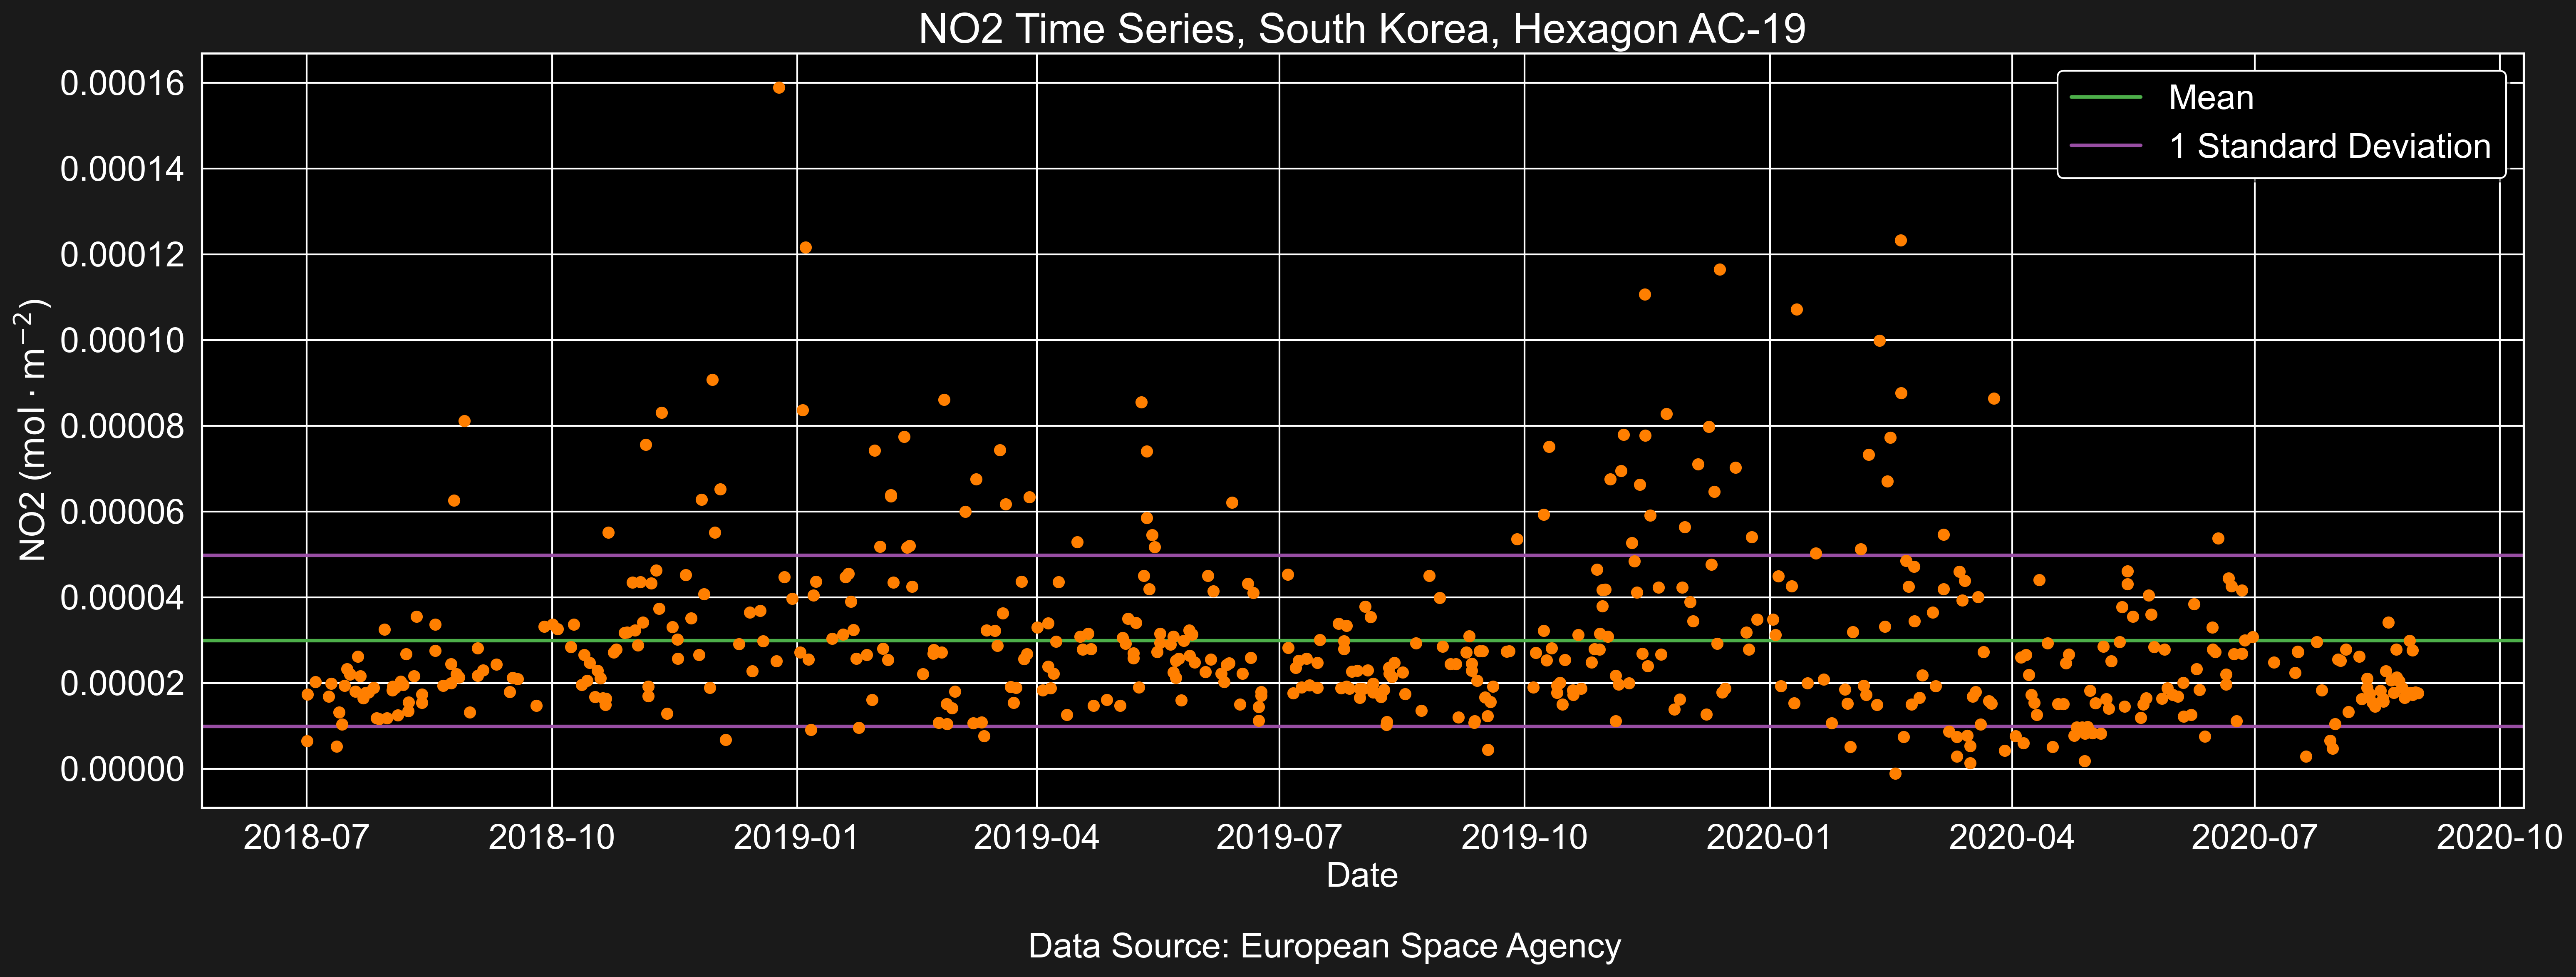 NO2 Time Series, South Korea, Hexagon AC-19
Mean
1 Standard Deviation
NO2 (mol · m⁻²)
0.00016
0.00014
0.00012
0.00010
0.00008
0.00006
0.00004
0.00002
0.00000
2018-07 2018-10 2019-01 2019-04 2019-07 2019-10 2020-01 2020-04 2020-07 2020-10
Date
Data Source: European Space Agency